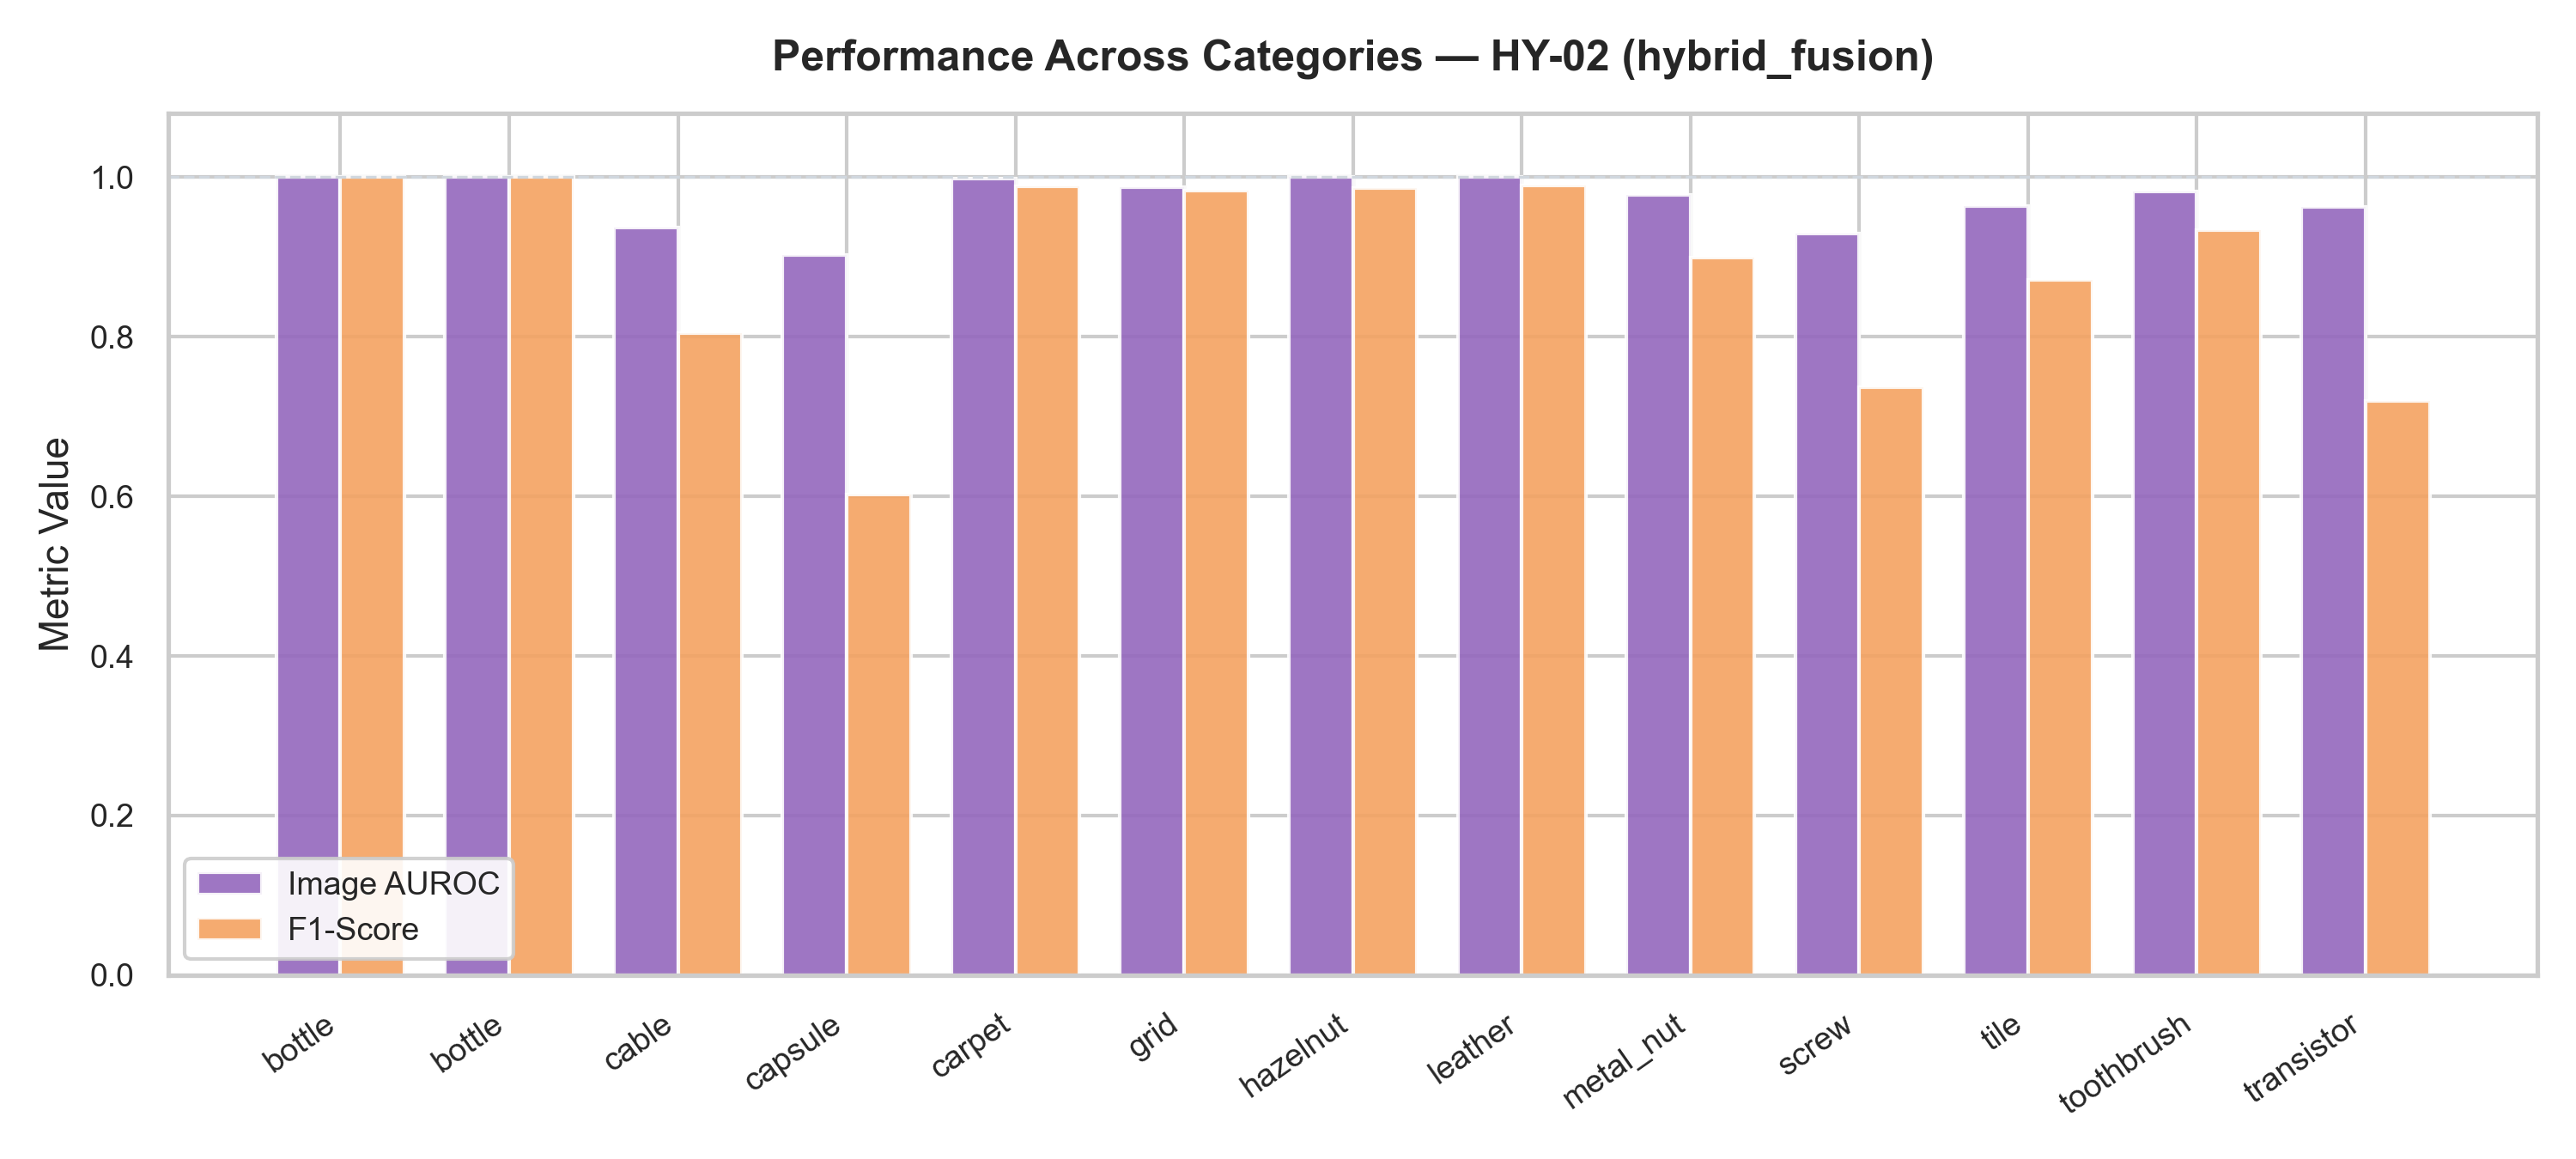 Performance Across Categories — HY-02 (hybrid_fusion)
Metric Value
1.0
0.8
0.6
0.4
0.2
0.0
Image AUROC
F1-Score
bottle
bottle
cable
capsule
carpet
grid
hazelnut
leather
metal_nut
screw
tile
toothbrush
transistor